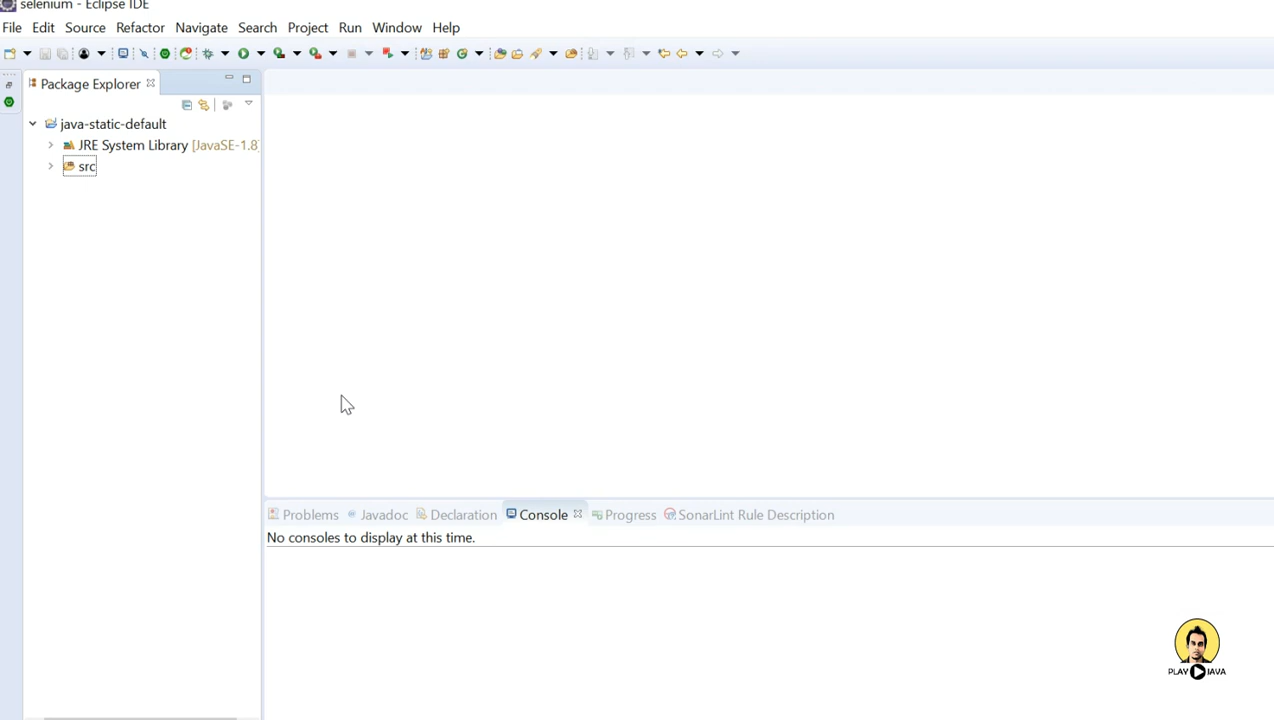 selenium - Eclipse IDE
File Edit Source Refactor Navigate Search Project Run Window Help
Package Explorer
java-static-default
JRE System Library [JavaSE-1.8]
src
Problems Javadoc Declaration Console Progress SonarLint Rule Description
No consoles to display at this time.
PLAY JAVA